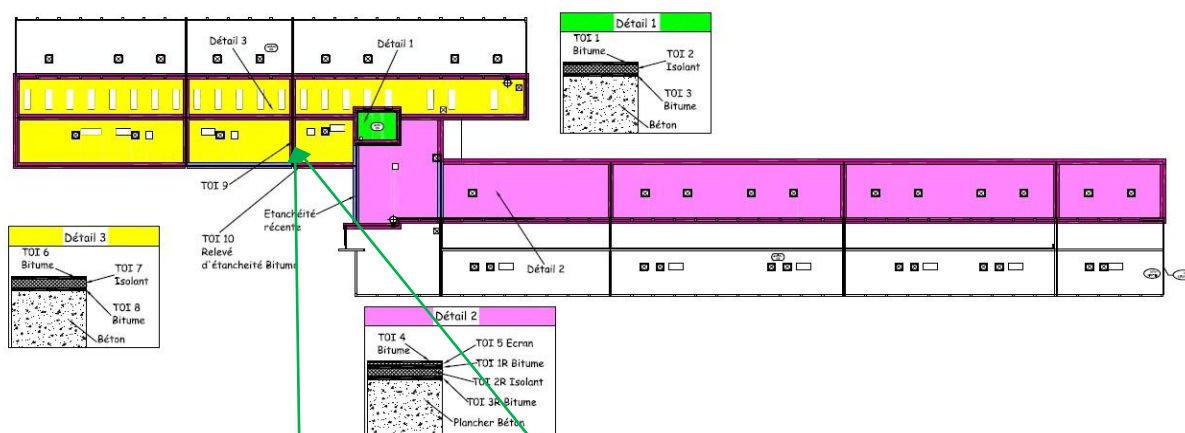 Détail 3
Détail 1
TOI 9
TOI 10
Relevé
d'étancheité Bitume
Etanchéité
récente
Détail 2
Détail 1
TOI 1
Bitume
TOI 2
Isolant
TOI 3
Bitume
Béton
Détail 3
TOI 6
Bitume
TOI 7
Isolant
TOI 8
Bitume
Béton
Détail 2
TOI 4
Bitume
TOI 5 Ecran
TOI 1R Bitume
TOI 2R Isolant
TOI 3R Bitume
Plancher Béton